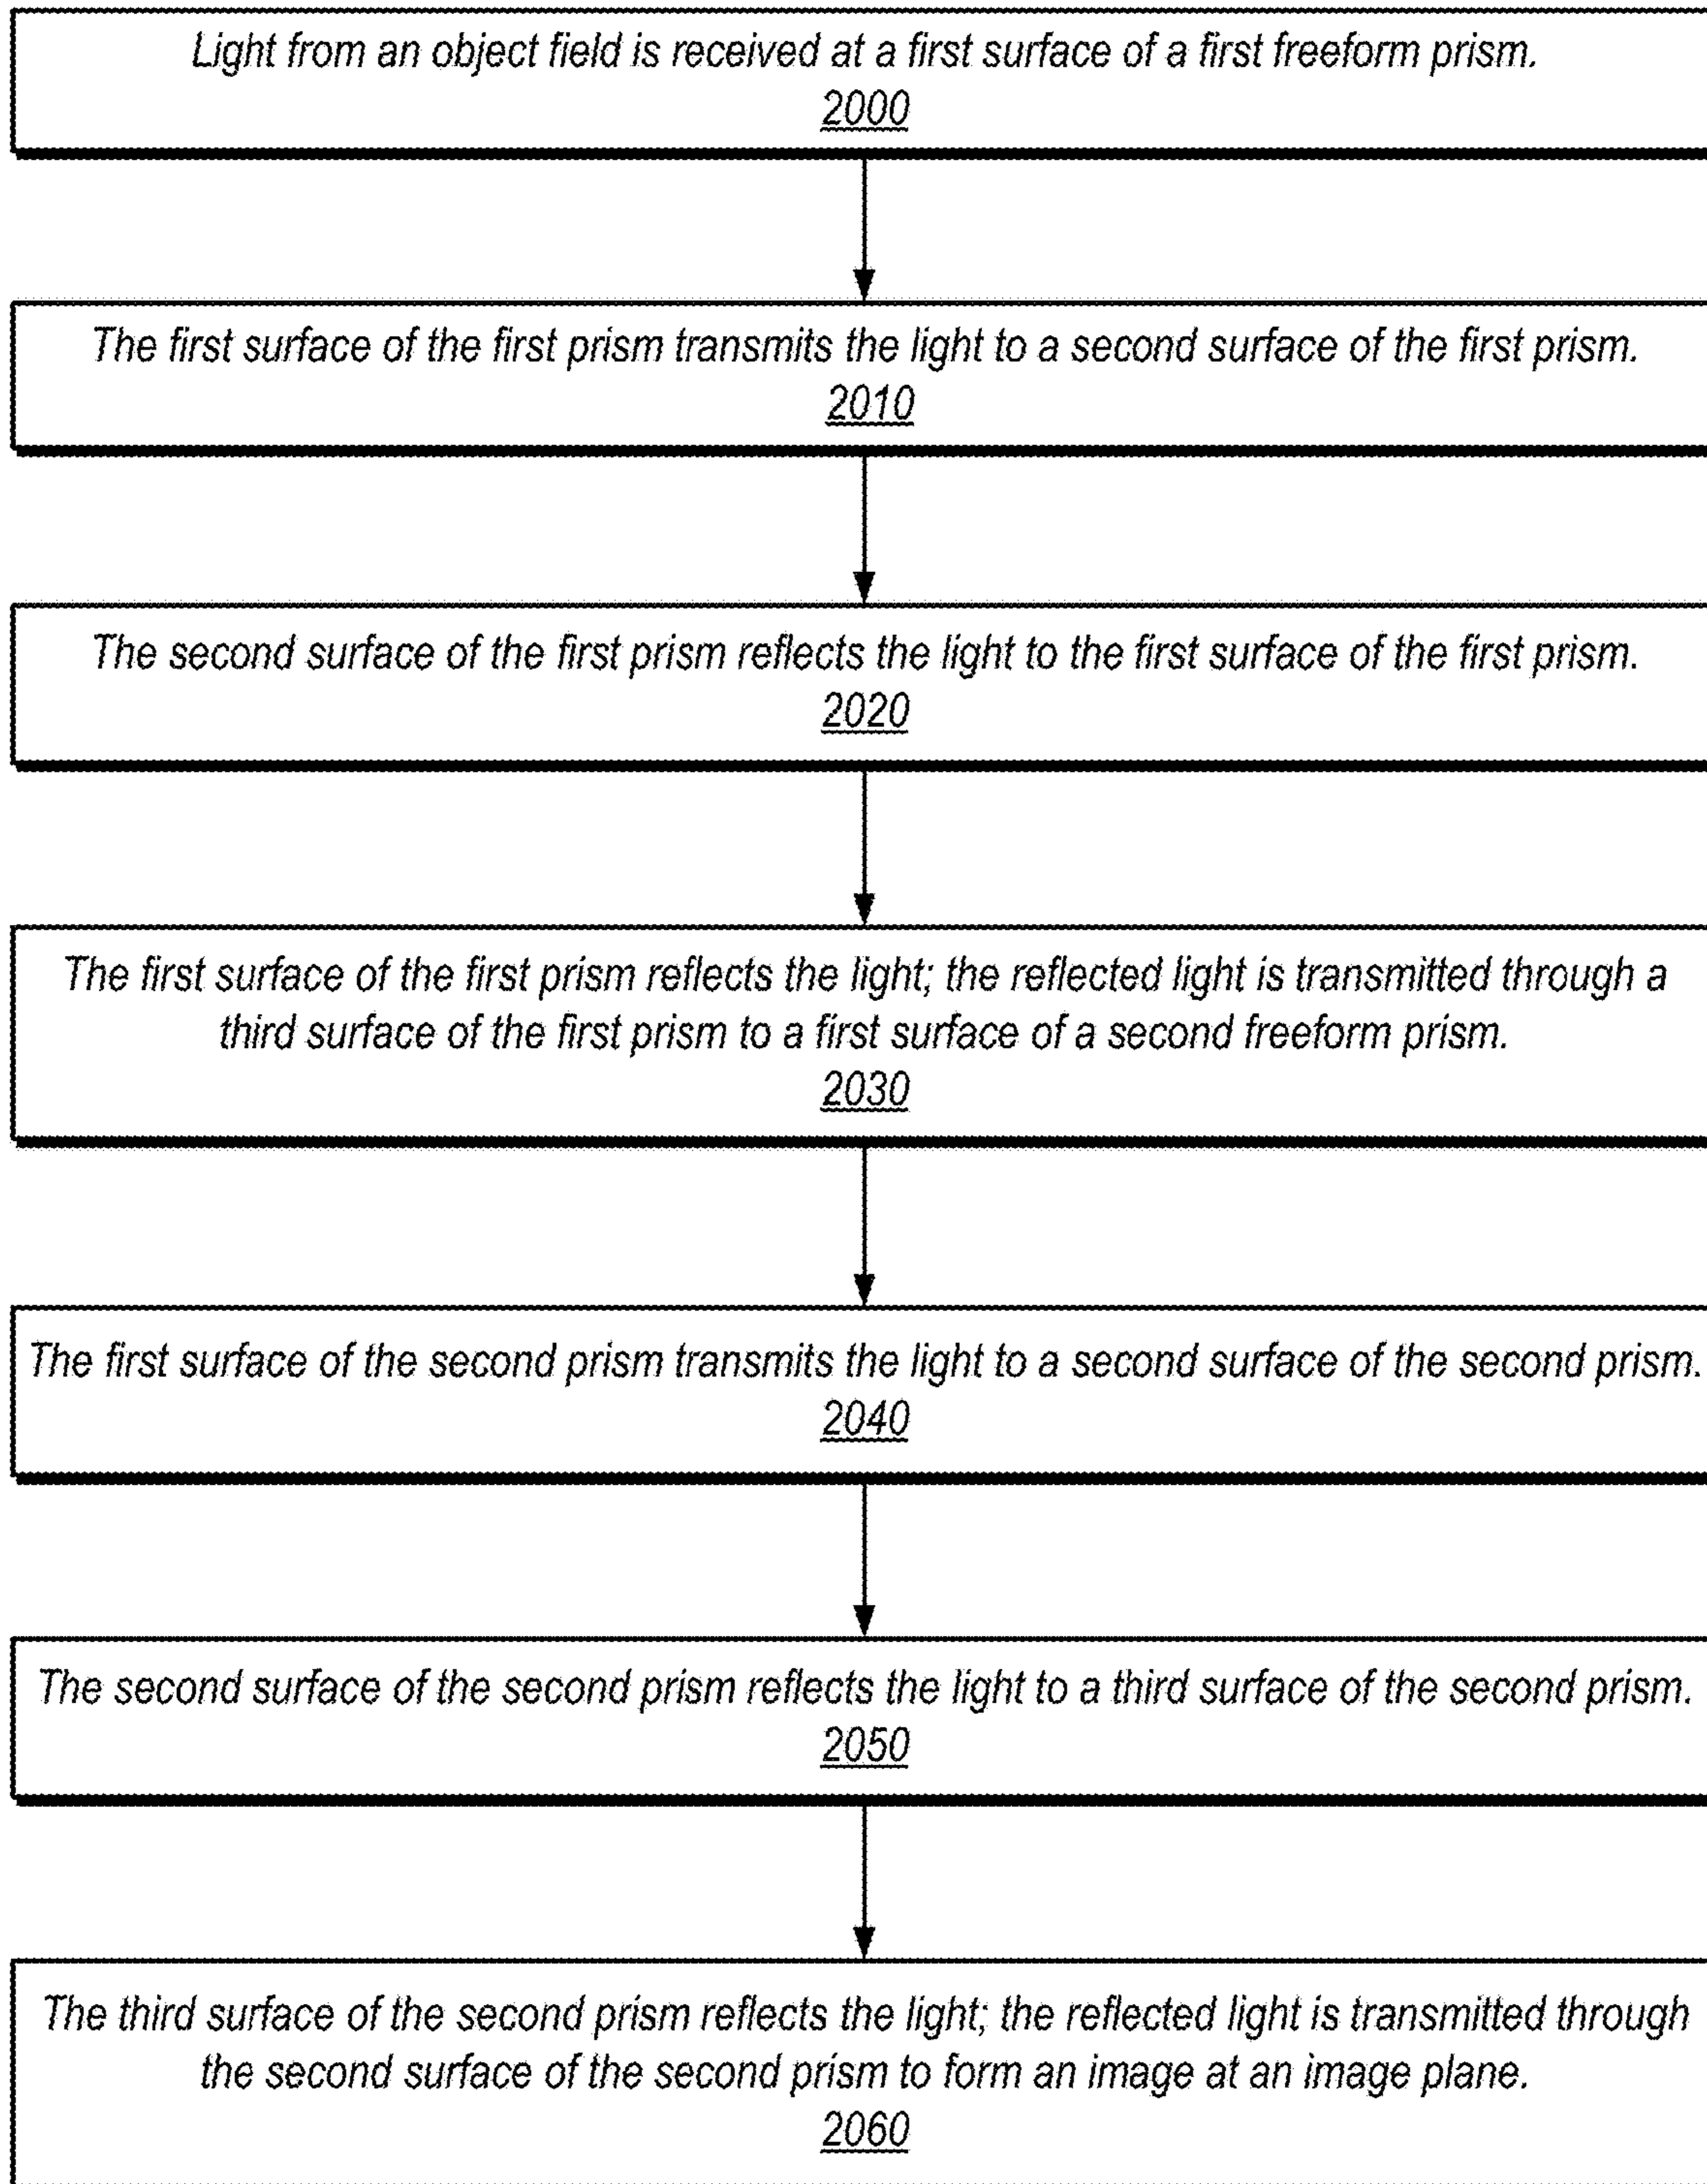 Light from an object field is received at a first surface of a first freeform prism.
2000
The first surface of the first prism transmits the light to a second surface of the first prism.
2010
The second surface of the first prism reflects the light to the first surface of the first prism.
2020
The first surface of the first prism reflects the light; the reflected light is transmitted through a
third surface of the first prism to a first surface of a second freeform prism.
2030
The first surface of the second prism transmits the light to a second surface of the second prism.
2040
The second surface of the second prism reflects the light to a third surface of the second prism.
2050
The third surface of the second prism reflects the light; the reflected light is transmitted through
the second surface of the second prism to form an image at an image plane.
2060